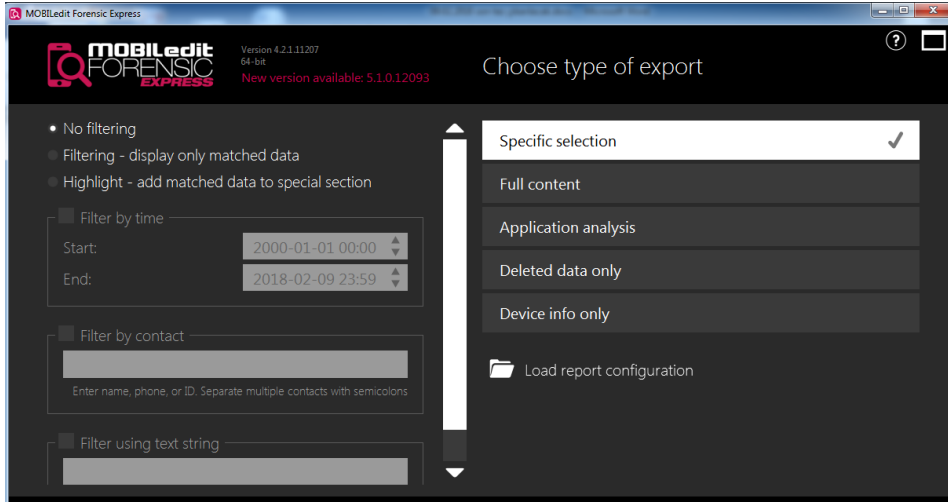 MOBILedit Forensic Express
MOBILedit
FORENSIC
EXPRESS
Version 4.2.1.11207
64-bit
New version available: 5.1.0.12093
Choose type of export
?
No filtering
Filtering - display only matched data
Highlight - add matched data to special section
Filter by time
Start:
2000-01-01 00:00
End:
2018-02-09 23:59
Filter by contact
Enter name, phone, or ID. Separate multiple contacts with semicolons
Filter using text string
Specific selection
Full content
Application analysis
Deleted data only
Device info only
Load report configuration